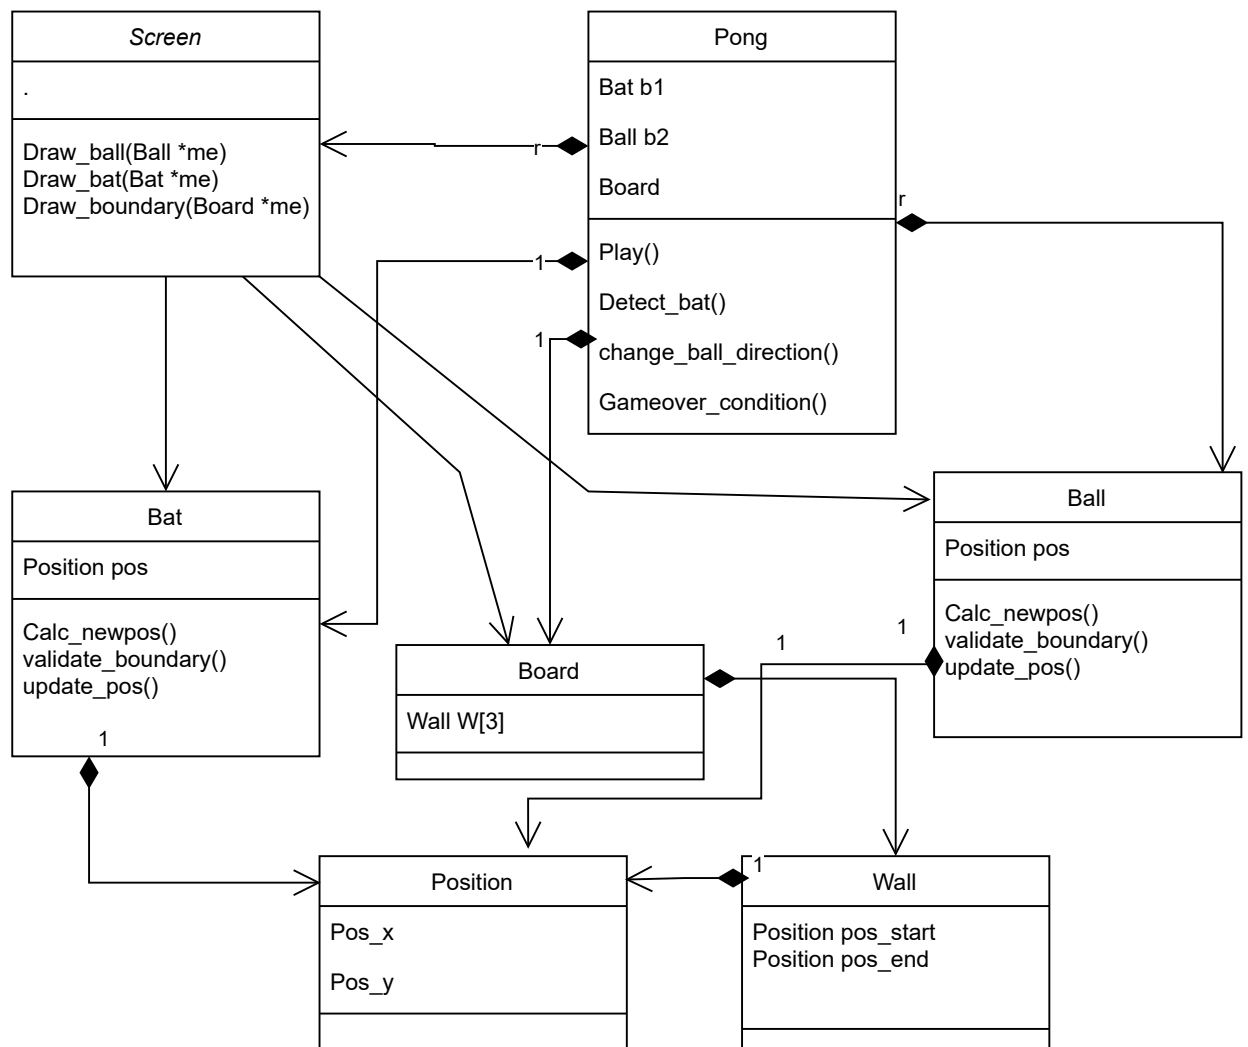 Screen
.
Draw_ball(Ball *me)
Draw_bat(Bat *me)
Draw_boundary(Board *me)
Pong
Bat b1
Ball b2
Board
Play()
Detect_bat()
change_ball_direction()
Gameover_condition()
r
r
1
1
Bat
Position pos
Calc_newpos()
validate_boundary()
update_pos()
1
Board
Wall W[3]
1
1
Ball
Position pos
Calc_newpos()
validate_boundary()
update_pos()
Position
Pos_x
Pos_y
1
Wall
Position pos_start
Position pos_end